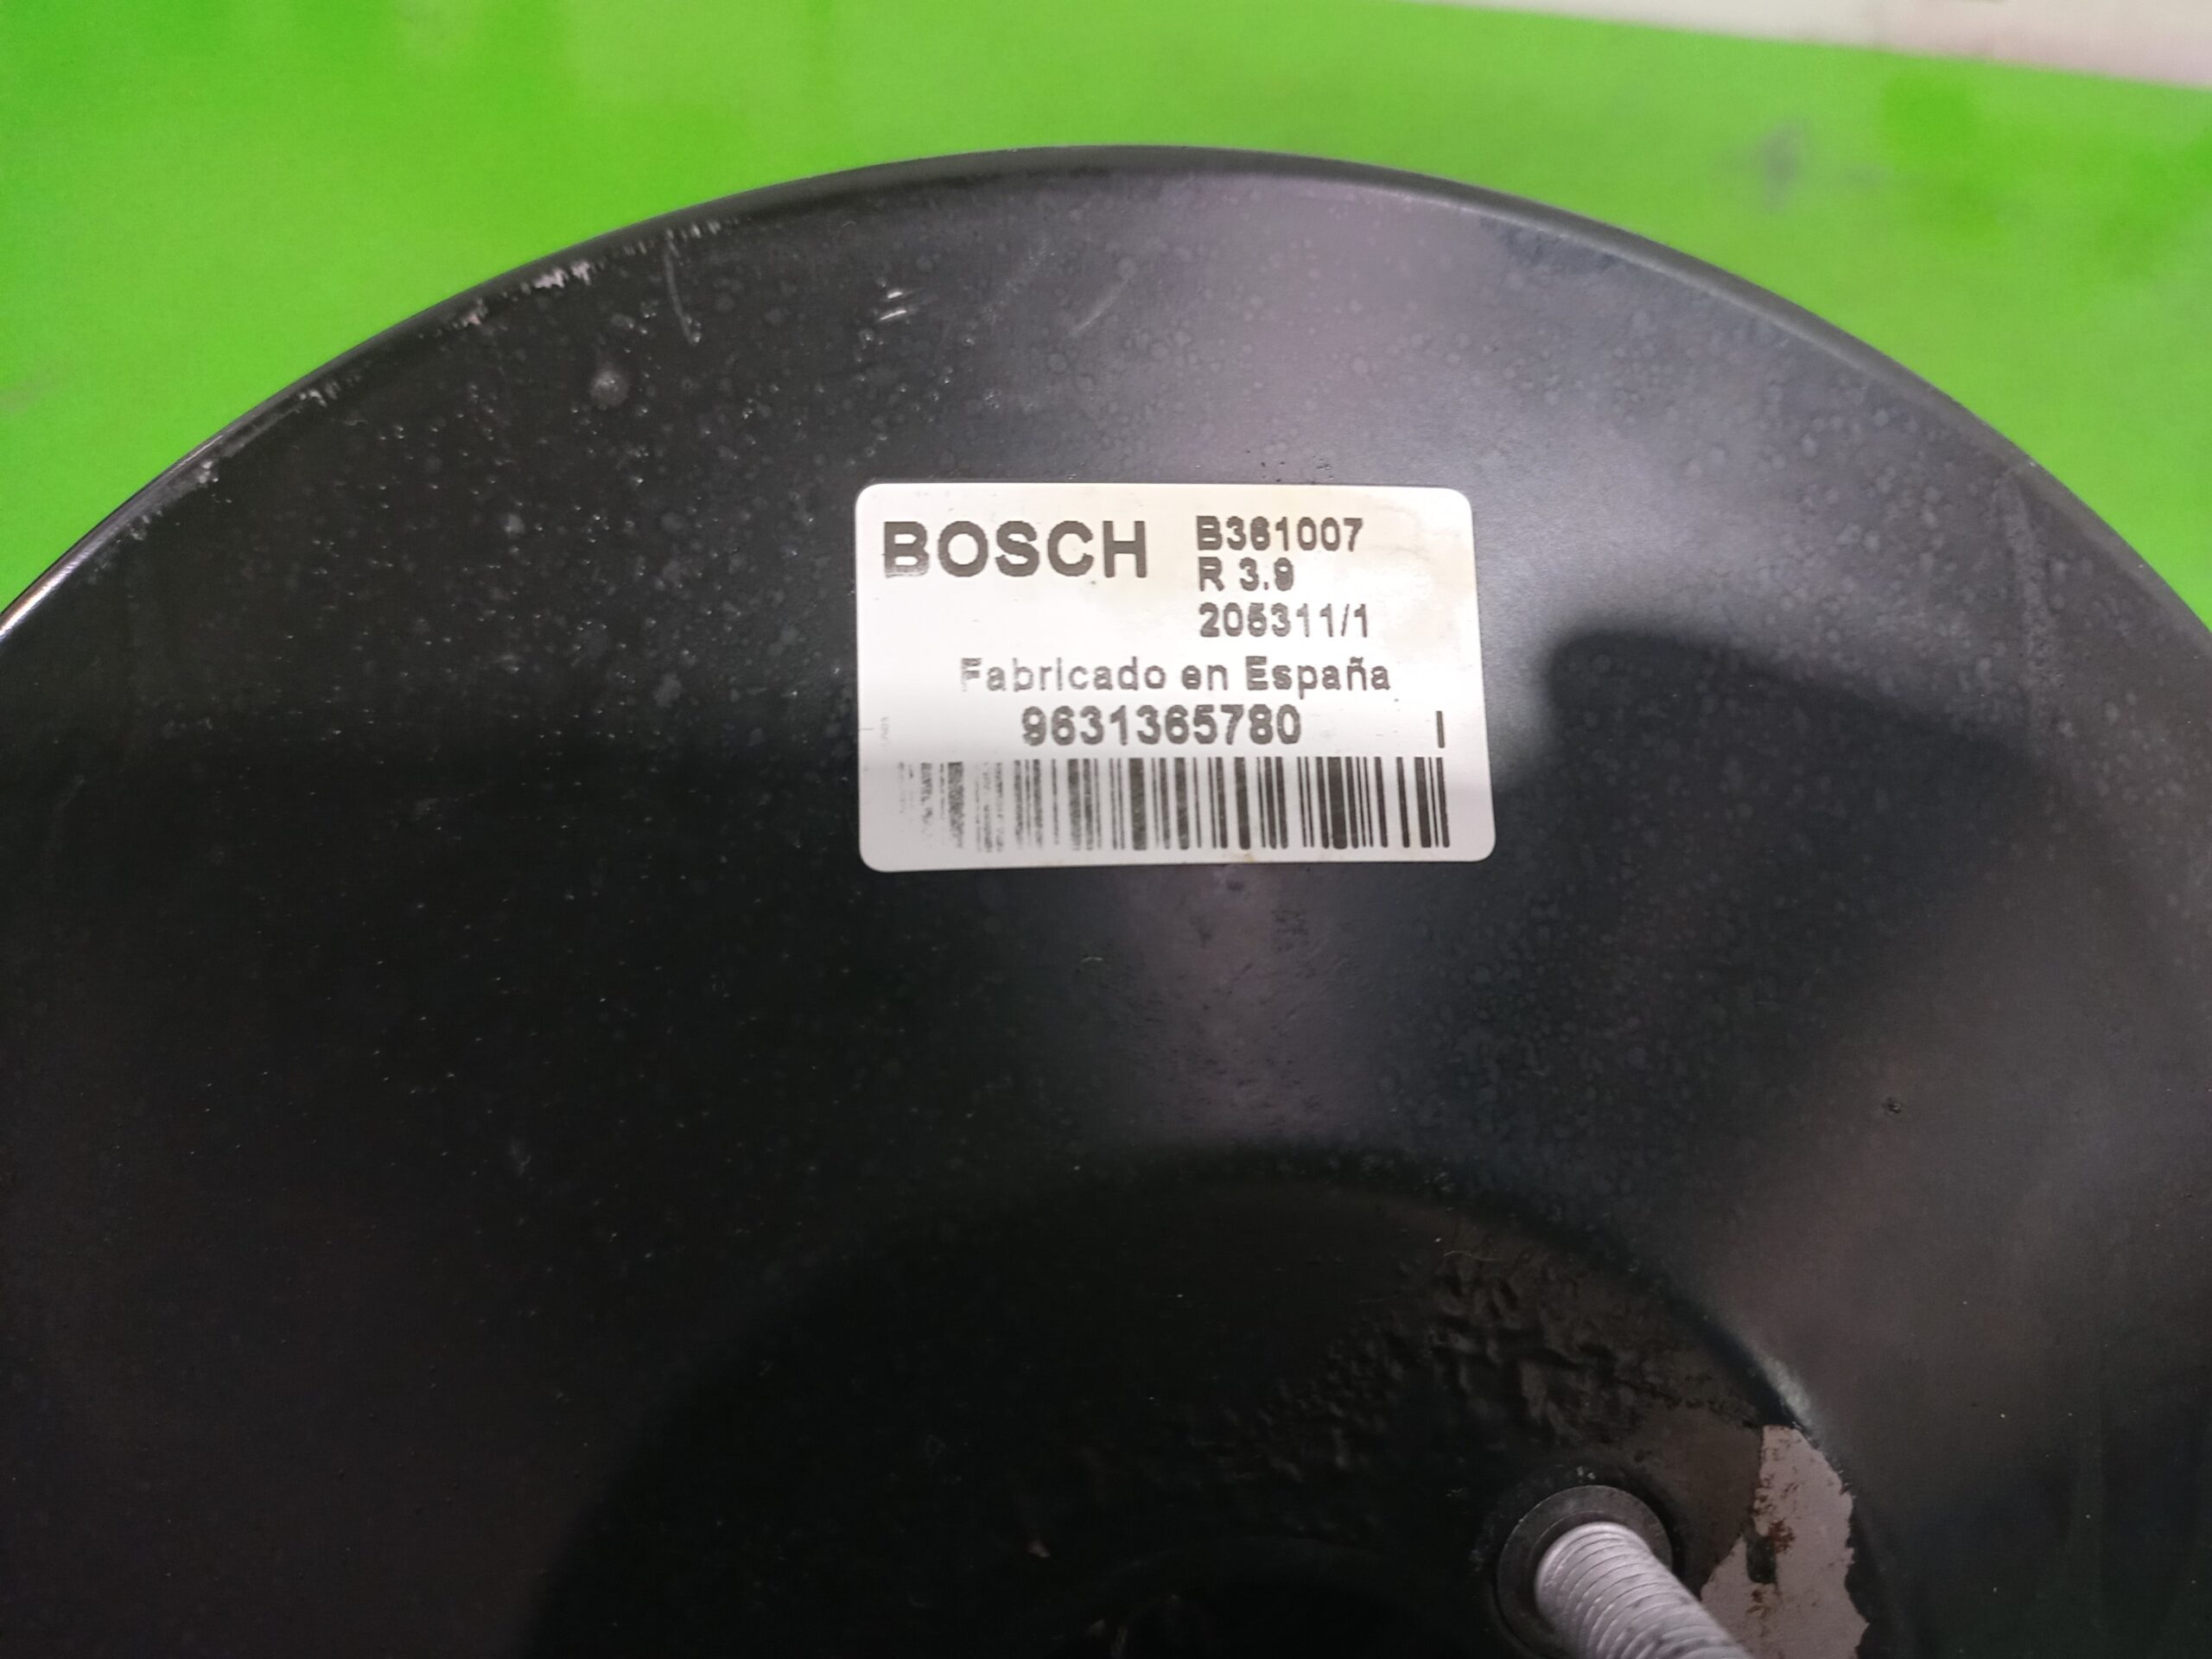 BOSCH
B361007
R 3.9
205311/1
Fabricado en España
9631365780